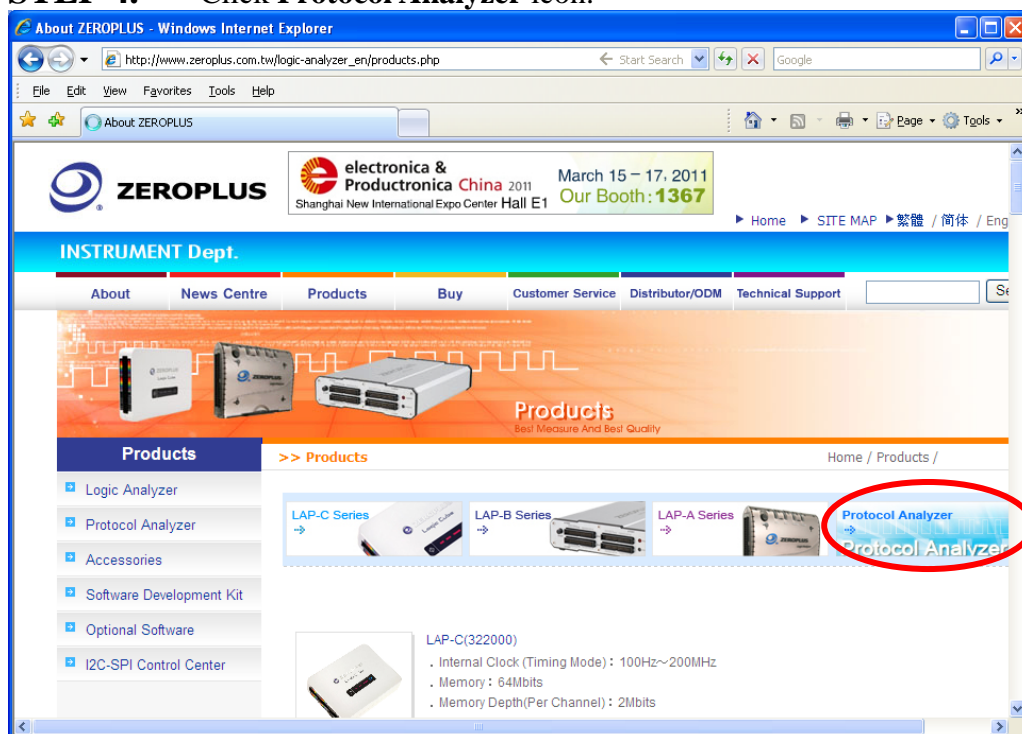 STEP 4. Click Protocol Analyzer icon.
About ZEROPLUS - Windows Internet Explorer
http://www.zeroplus.com.tw/logic-analyzer_en/products.php
Start Search
Google
File Edit View Favorites Tools Help
About ZEROPLUS
Page Tools »
ZEROPLUS
electronica &
Productronica China 2011
Shanghai New International Expo Center Hall E1
March 15 – 17, 2011
Our Booth : 1367
Home SITE MAP 繁體 / 简体 / Eng
INSTRUMENT Dept.
About News Centre Products Buy Customer Service Distributor/ODM Technical Support
Products
Best Measure And Best Quality
Products
>> Products
Home / Products /
Logic Analyzer
Protocol Analyzer
Accessories
Software Development Kit
Optional Software
I2C-SPI Control Center
LAP-C Series
LAP-B Series
LAP-A Series
Protocol Analyzer
Protocol Analyzer
LAP-C(322000)
. Internal Clock (Timing Mode)：100Hz～200MHz
. Memory：64Mbits
. Memory Depth(Per Channel)：2Mbits